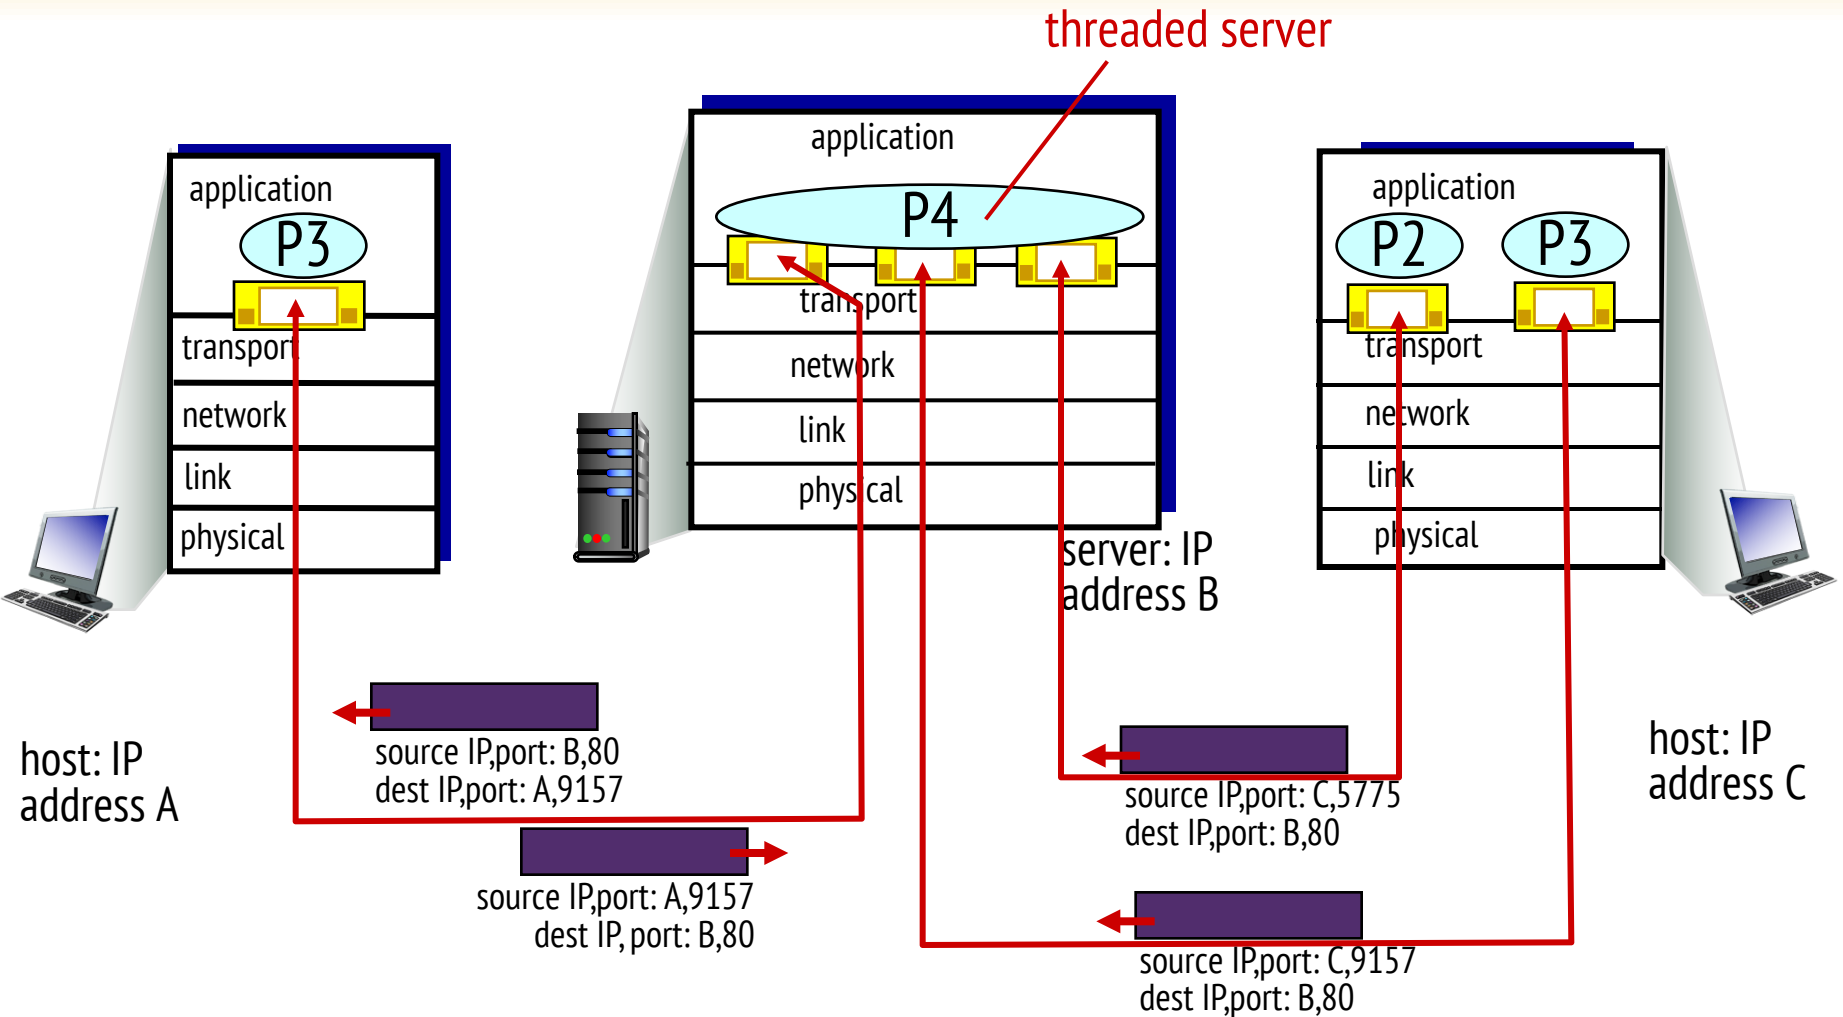 threaded server
application
P3
transport
network
link
physical
application
P4
transport
network
link
physical
server: IP
address B
application
P2
P3
transport
network
link
physical
host: IP
address A
source IP,port: B,80
dest IP,port: A,9157
source IP,port: A,9157
dest IP, port: B,80
source IP,port: C,5775
dest IP,port: B,80
source IP,port: C,9157
dest IP,port: B,80
host: IP
address C